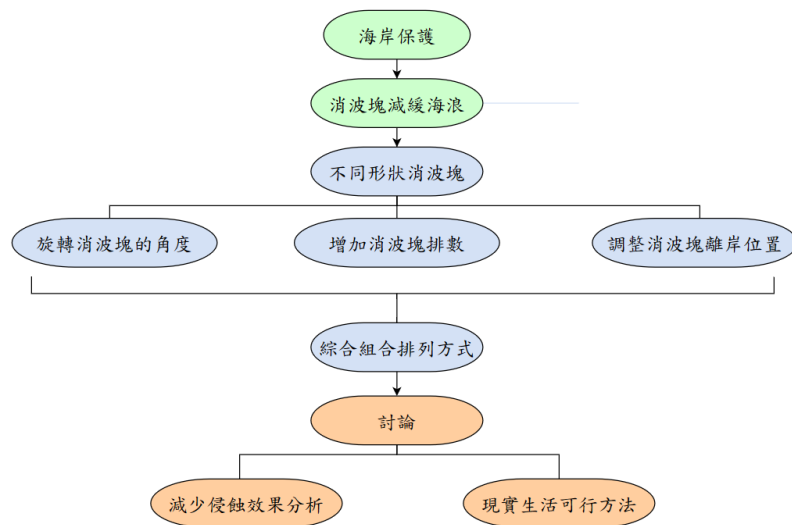 海岸保護
消波塊減緩海浪
不同形狀消波塊
旋轉消波塊的角度
增加消波塊排數
調整消波塊離岸位置
綜合組合排列方式
討論
減少侵蝕效果分析
現實生活可行方法